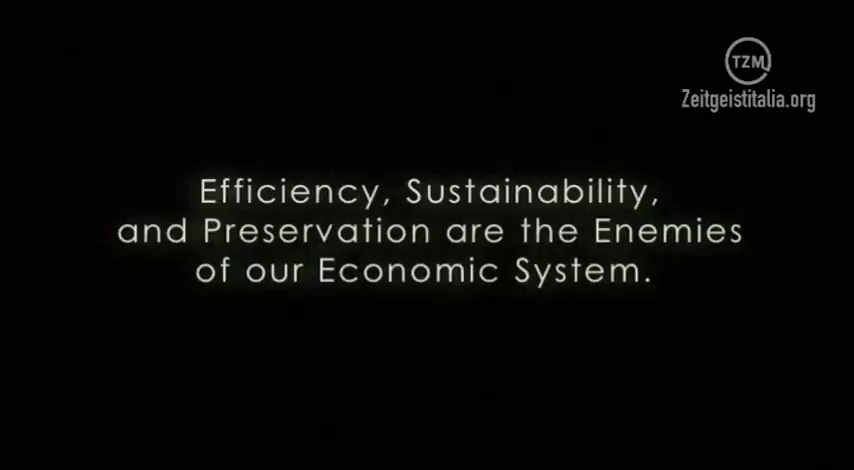 TZM
Zeitgeistitalia.org
Efficiency, Sustainability,
and Preservation are the Enemies
of our Economic System.